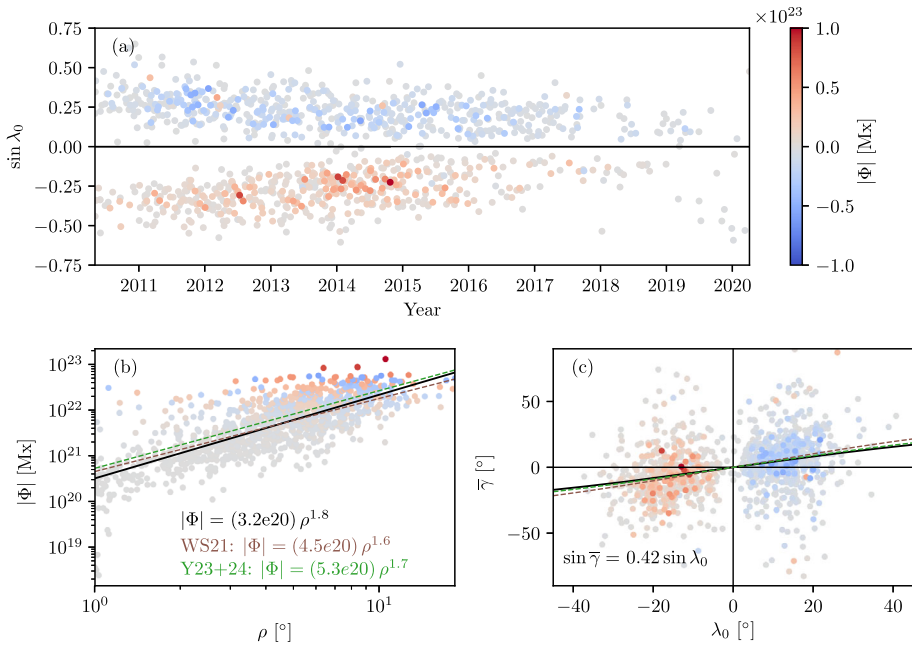 ×10^23
0.75
(a)
1.0
0.50
0.25
0.5
sin λ₀
0.00
0.0
|Φ| [Mx]
−0.25
−0.5
−0.50
−0.75
−1.0
2011 2012 2013 2014 2015 2016 2017 2018 2019 2020
Year
10^23
(b)
(c)
10^22
50
|Φ| [Mx]
10^21
γ̅ [°]
0
10^20
−50
|Φ| = (3.2e20) ρ^1.8
WS21: |Φ| = (4.5e20) ρ^1.6
Y23+24: |Φ| = (5.3e20) ρ^1.7
sin γ̅ = 0.42 sin λ₀
10^19
10^0 10^1
−40 −20 0 20 40
ρ [°]
λ₀ [°]